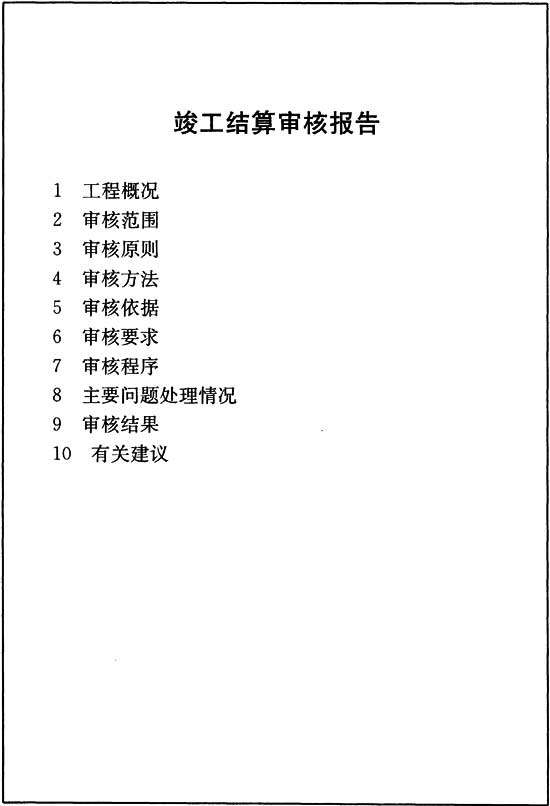 竣工结算审核报告
1 工程概况
2 审核范围
3 审核原则
4 审核方法
5 审核依据
6 审核要求
7 审核程序
8 主要问题处理情况
9 审核结果
10 有关建议